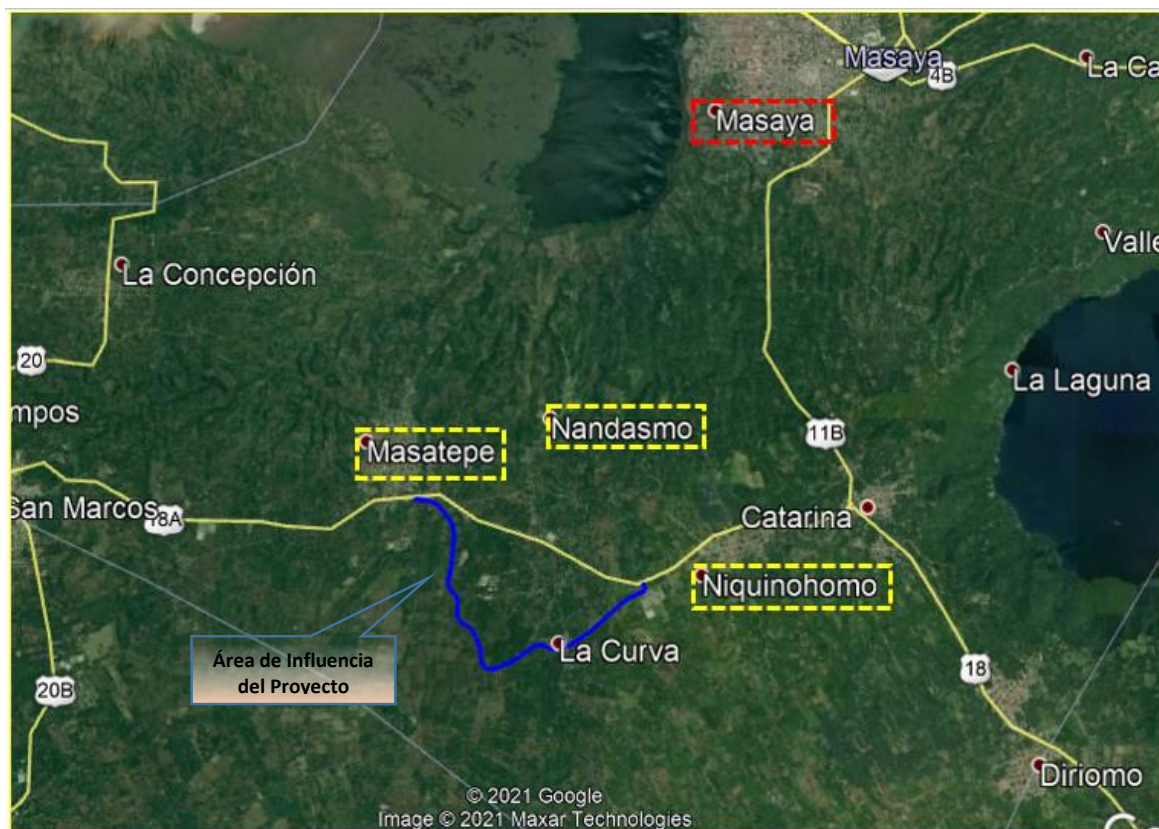 Masaya
4B
La Ca
Masaya
Valle
La Concepción
20
La Laguna
mpos
Nandasmo
11B
Masatepe
San Marcos
18A
Catarina
Niquinohomo
La Curva
Área de Influencia
del Proyecto
18
20B
Diriomo
© 2021 Google
Image © 2021 Maxar Technologies